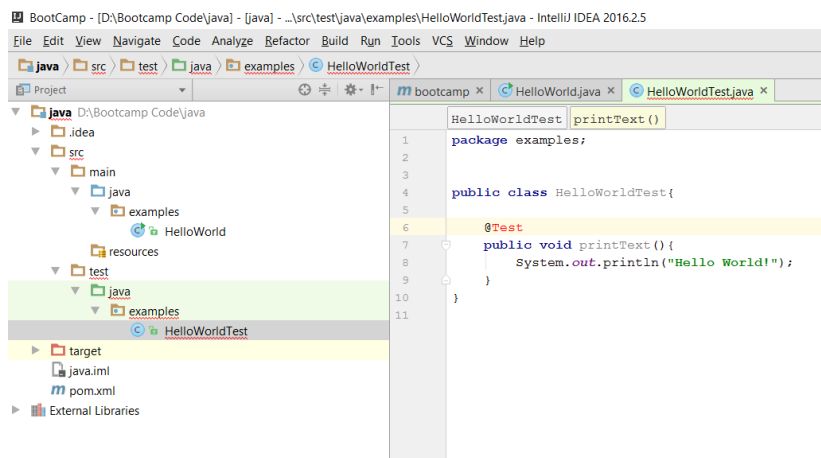 BootCamp - [D:\Bootcamp Code\java] - [java] - ...\src\test\java\examples\HelloWorldTest.java - IntelliJ IDEA 2016.2.5
File Edit View Navigate Code Analyze Refactor Build Run Tools VCS Window Help
java src test java examples HelloWorldTest
Project
bootcamp HelloWorld.java HelloWorldTest.java
java D:\Bootcamp Code\java
.idea
src
main
java
examples
HelloWorld
resources
test
java
examples
HelloWorldTest
target
java.iml
pom.xml
External Libraries
HelloWorldTest printText()
1 package examples;
2
3
4 public class HelloWorldTest{
5
6 @Test
7 public void printText(){
8 System.out.println("Hello World!");
9 }
10 }
11